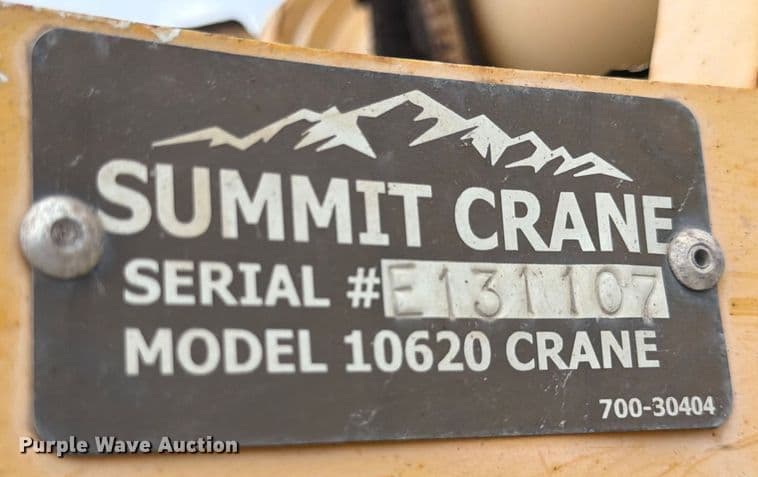 SUMMIT CRANE
SERIAL # E131107
MODEL 10620 CRANE
700-30404
Purple Wave Auction